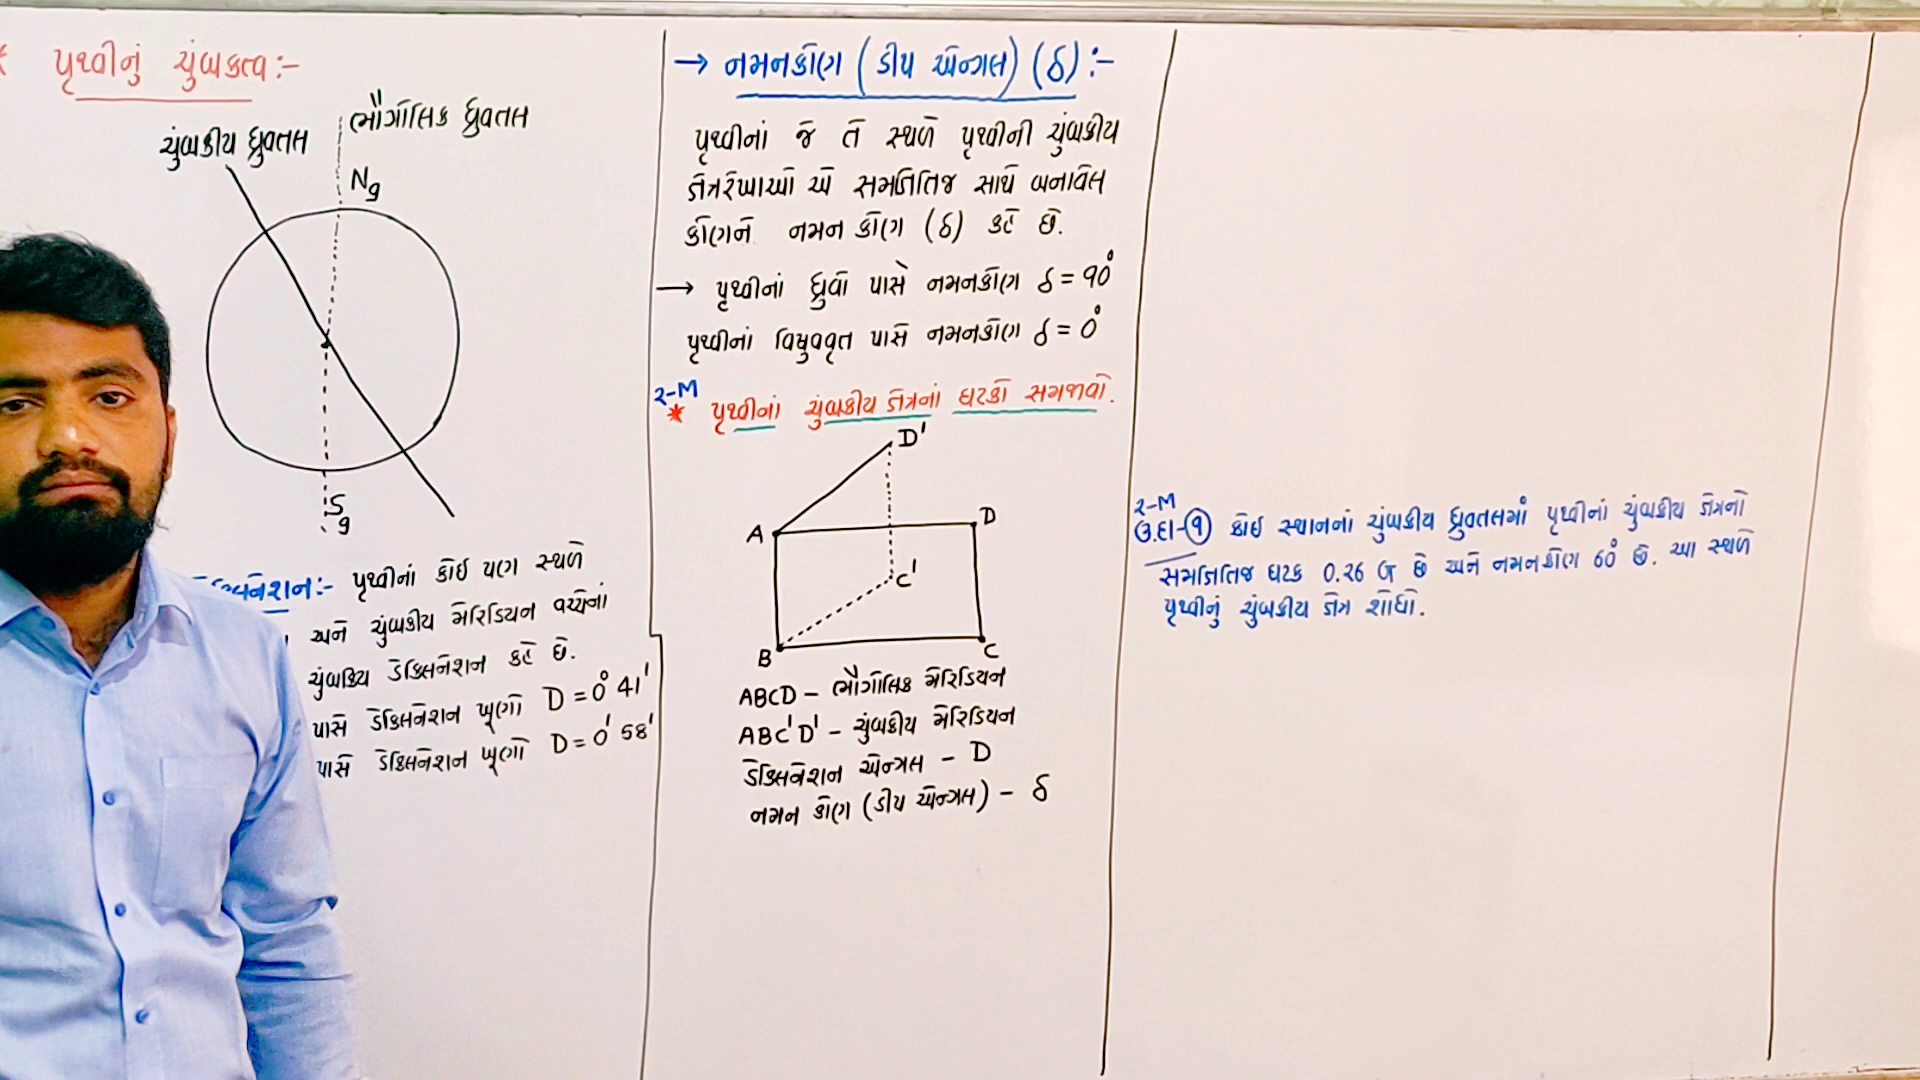 * પૃથ્વીનું ચુંબકત્વ:-
ભૌગોલિક ધ્રુવતલ
ચુંબકીય ધ્રુવતલ
Ng
Sg
નેશન:- પૃથ્વીનાં કોઈ પણ સ્થળે
અને ચુંબકીય મેરિડિયન વચ્ચેનાં
ચુંબકિય ડેક્લિનેશન કહે છે.
પાસે ડેક્લિનેશન ખૂણો D = 0° 41'
પાસે ડેક્લિનેશન ખૂણો D = 0' 58'
→ નમનકોણ (ડીપ એન્ગલ) (δ):-
પૃથ્વીનાં જે તે સ્થળે પૃથ્વીની ચુંબકીય
ક્ષેત્રરેખાઓ એ સમક્ષિતિજ સાથે બનાવેલ
કોણને નમન કોણ (δ) કહે છે.
→ પૃથ્વીનાં ધ્રુવો પાસે નમનકોણ δ = 90°
પૃથ્વીનાં વિષુવવૃત પાસે નમનકોણ δ = 0°
2-M
* પૃથ્વીનાં ચુંબકીય ક્ષેત્રનાં ઘટકો સમજાવો.
D'
A
D
C'
B
C
ABCD - ભૌગોલિક મેરિડિયન
ABC'D' - ચુંબકીય મેરિડિયન
ડેક્લિનેશન એન્ગલ - D
નમન કોણ (ડીપ એન્ગલ) - δ
2-M
ઉ.દા-૧ કોઈ સ્થાનનાં ચુંબકીય ધ્રુવતલમાં પૃથ્વીનાં ચુંબકીય ક્ષેત્રનો
સમક્ષિતિજ ઘટક 0.26 G છે અને નમનકોણ 60° છે. આ સ્થળે
પૃથ્વીનું ચુંબકીય ક્ષેત્ર શોધો.